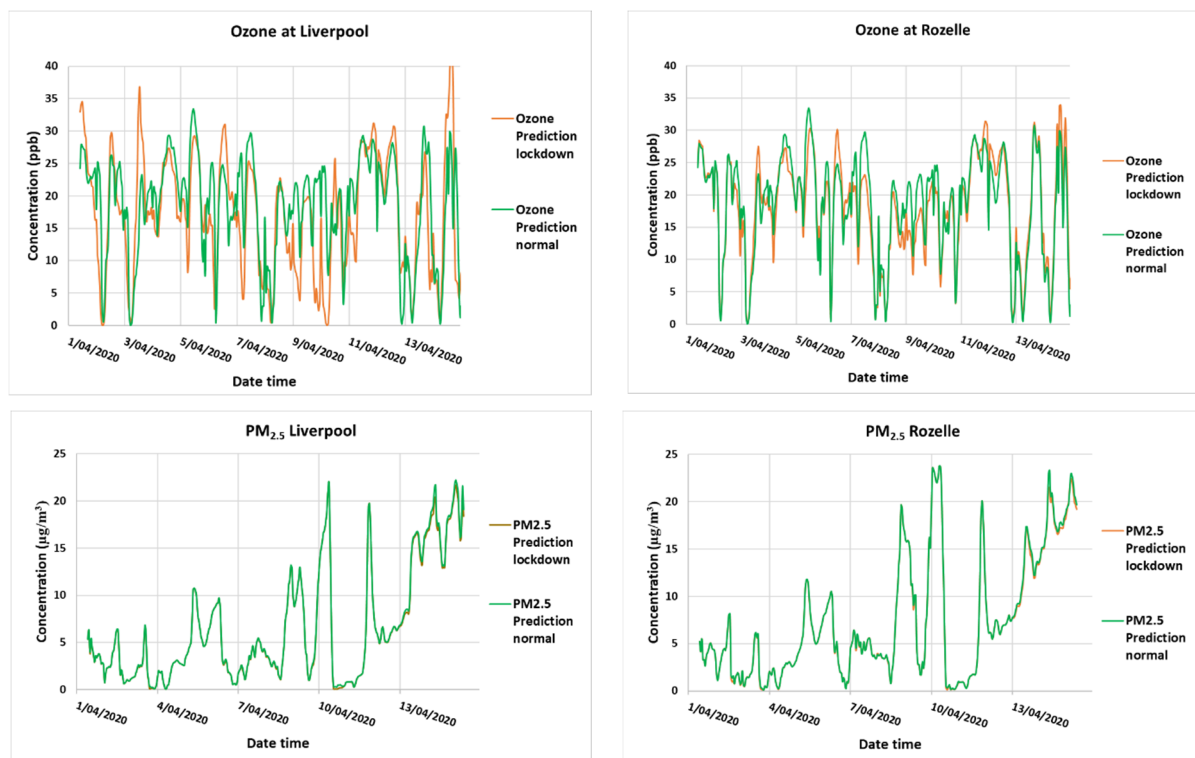 Ozone at Liverpool
Concentration (ppb)
40
35
30
25
20
15
10
5
0
1/04/2020
3/04/2020
5/04/2020
7/04/2020
9/04/2020
11/04/2020
13/04/2020
Date time
Ozone
Prediction
lockdown
Ozone
Prediction
normal
Ozone at Rozelle
Concentration (ppb)
40
35
30
25
20
15
10
5
0
1/04/2020
3/04/2020
5/04/2020
7/04/2020
9/04/2020
11/04/2020
13/04/2020
Date time
Ozone
Prediction
lockdown
Ozone
Prediction
normal
PM2.5 Liverpool
Concentration (µg/m³)
25
20
15
10
5
0
1/04/2020
4/04/2020
7/04/2020
10/04/2020
13/04/2020
Date time
PM2.5
Prediction
lockdown
PM2.5
Prediction
normal
PM2.5 Rozelle
Concentration (µg/m³)
25
20
15
10
5
0
1/04/2020
4/04/2020
7/04/2020
10/04/2020
13/04/2020
Date time
PM2.5
Prediction
lockdown
PM2.5
Prediction
normal